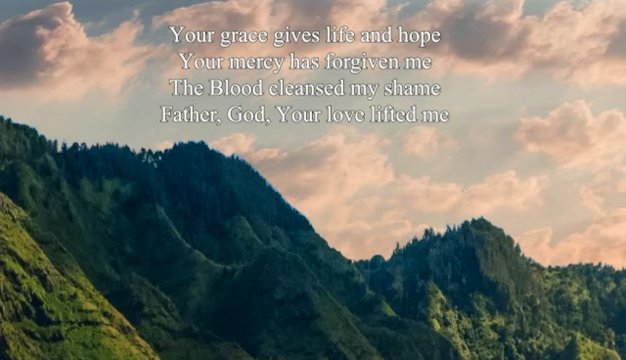 Your grace gives life and hope
Your mercy has forgiven me
The Blood cleansed my shame
Father, God, Your love lifted me